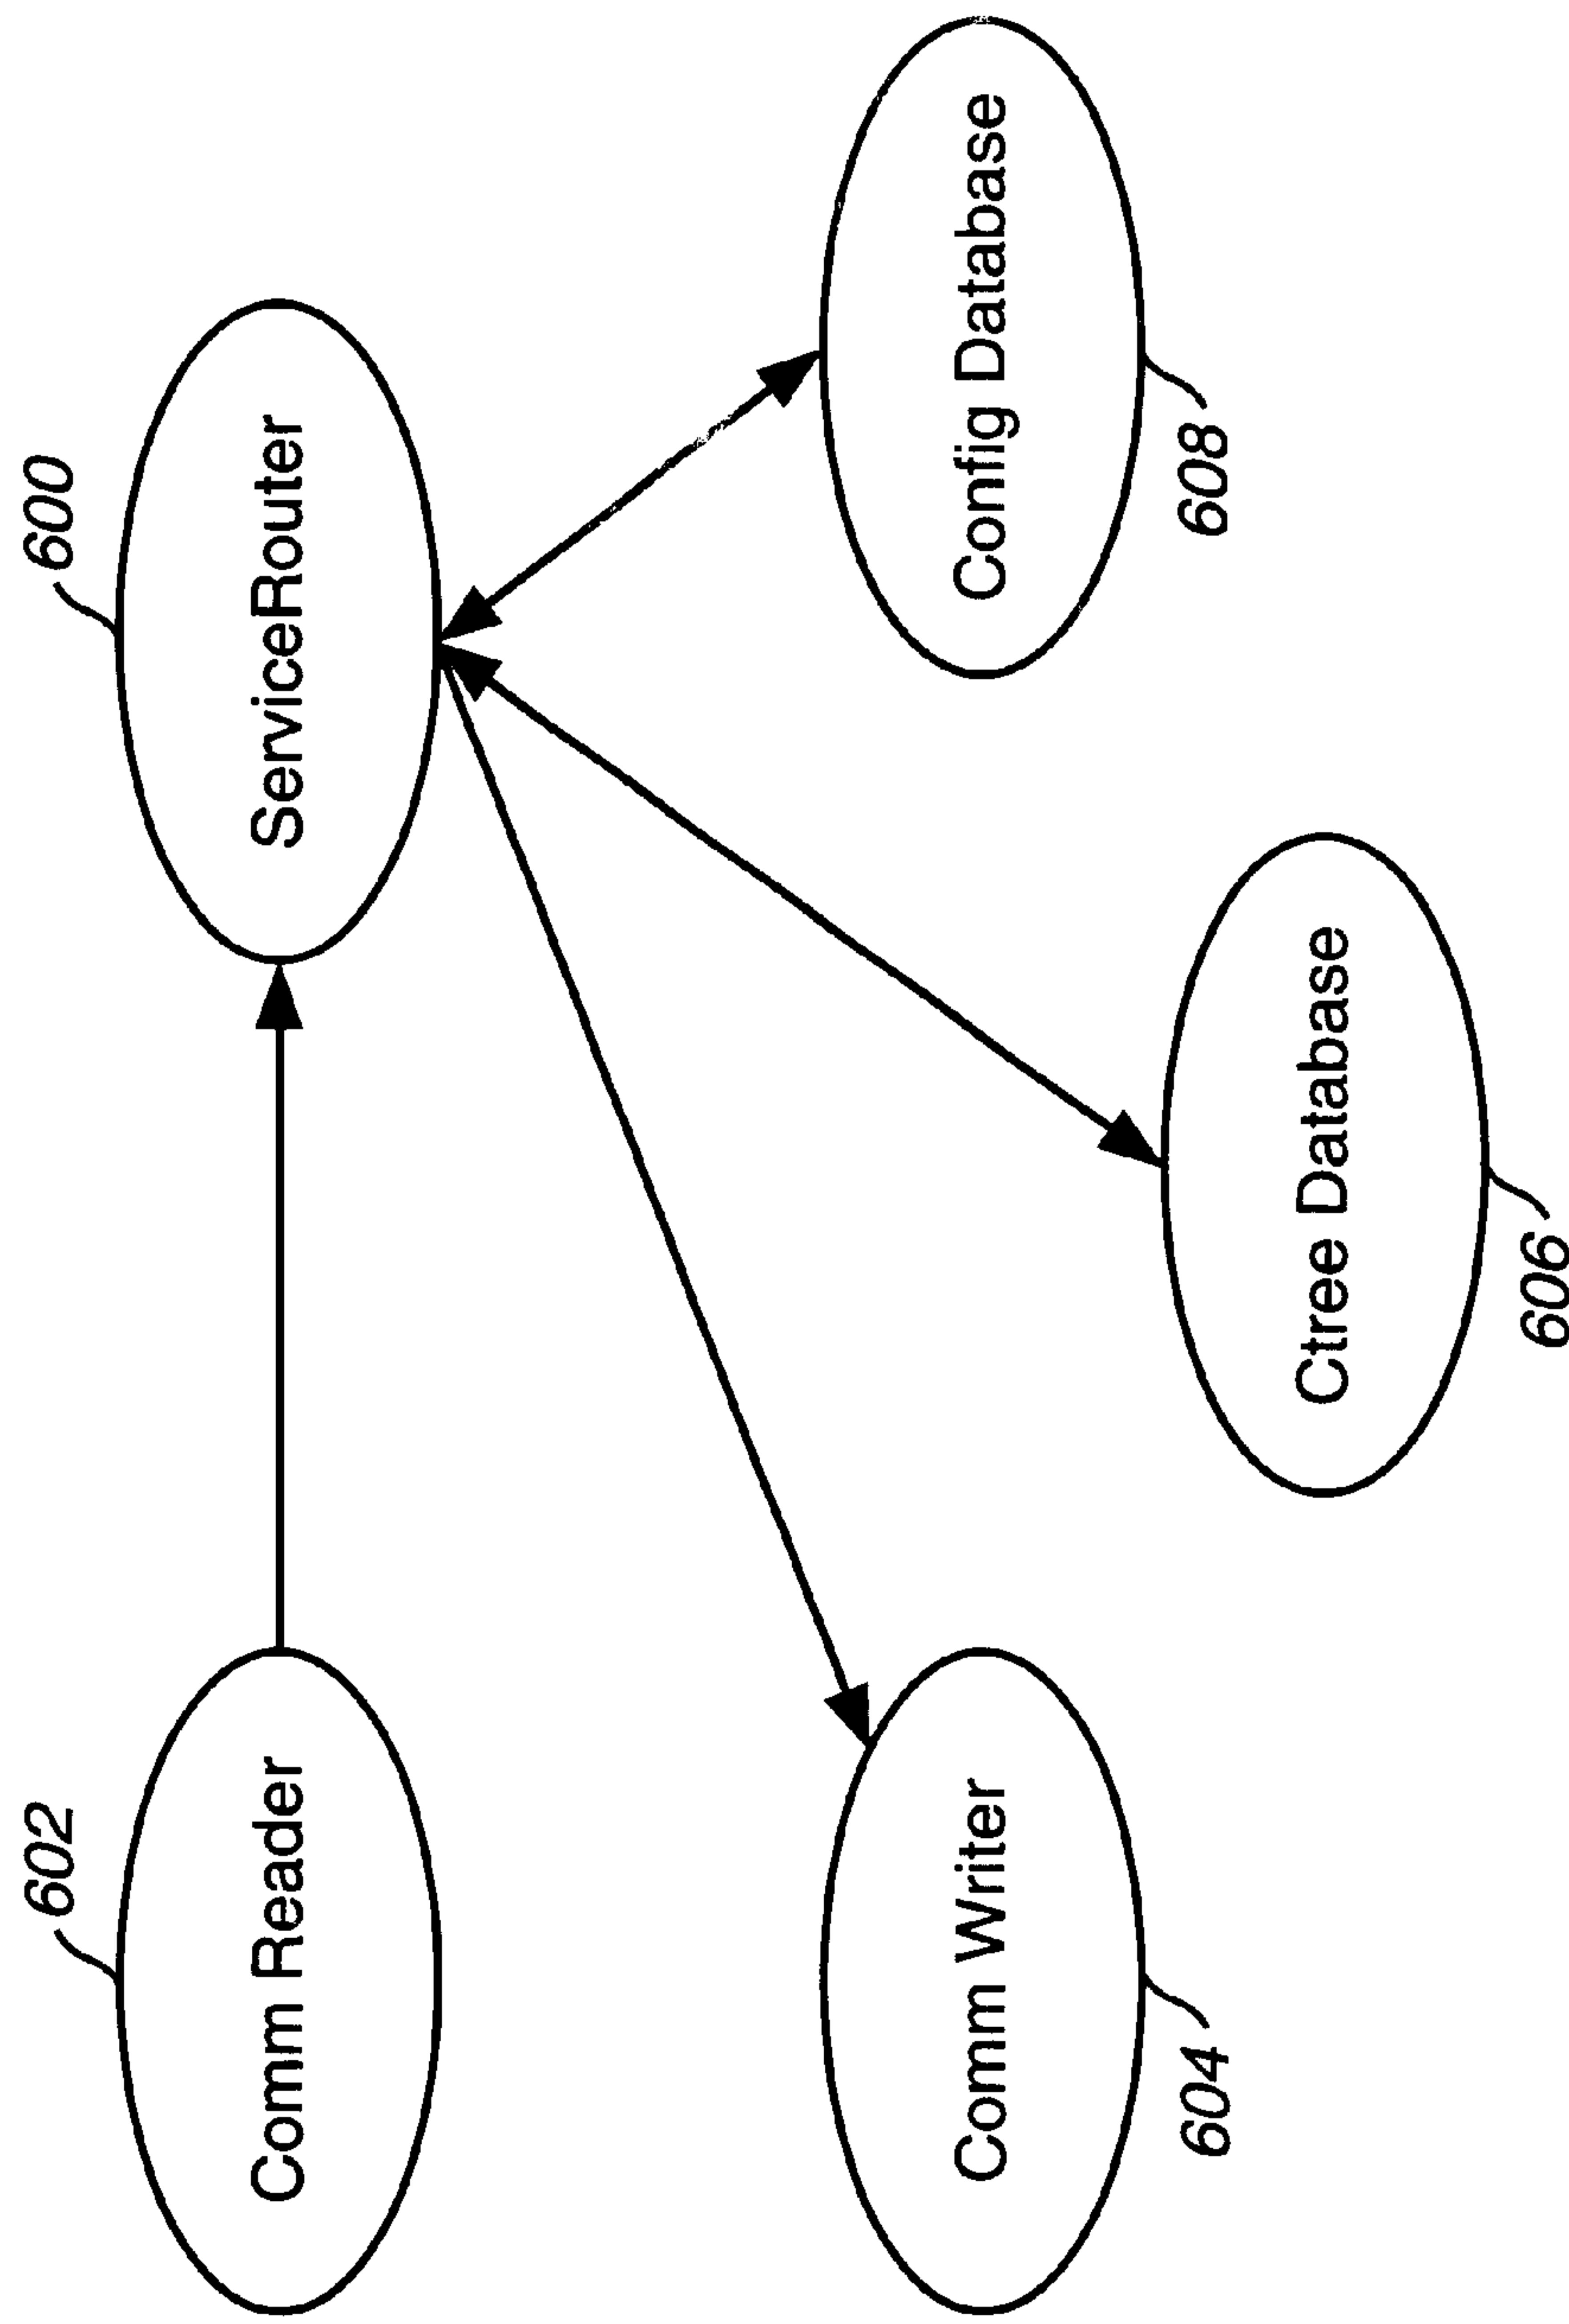 602
600
Comm Reader
ServiceRouter
Comm Writer
Config Database
604
608
Ctree Database
606